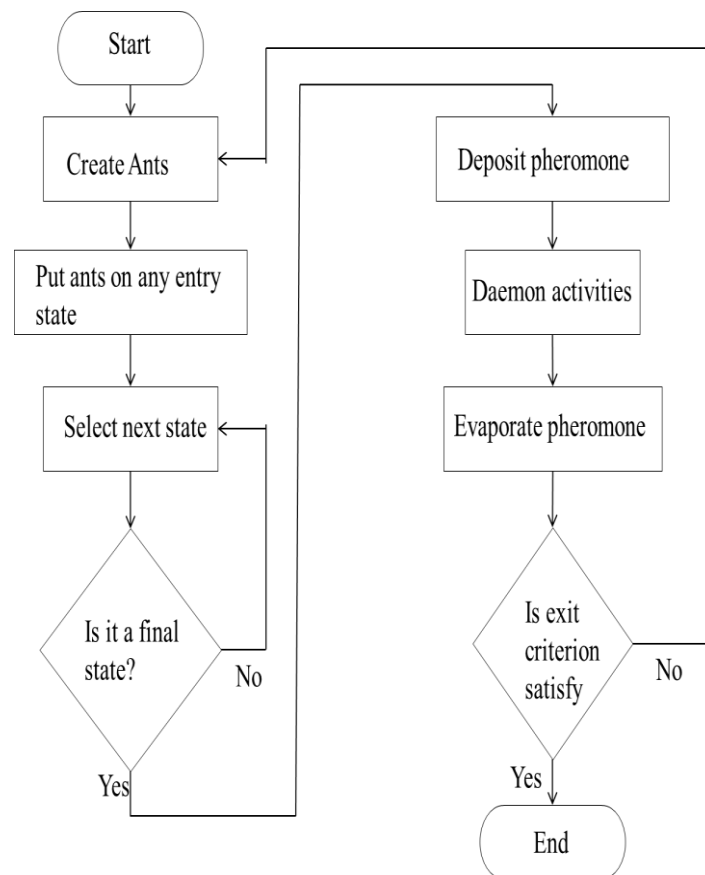 Start
Create Ants
Put ants on any entry
state
Select next state
Is it a final
state?
No
Yes
Deposit pheromone
Daemon activities
Evaporate pheromone
Is exit
criterion
satisfy
No
Yes
End